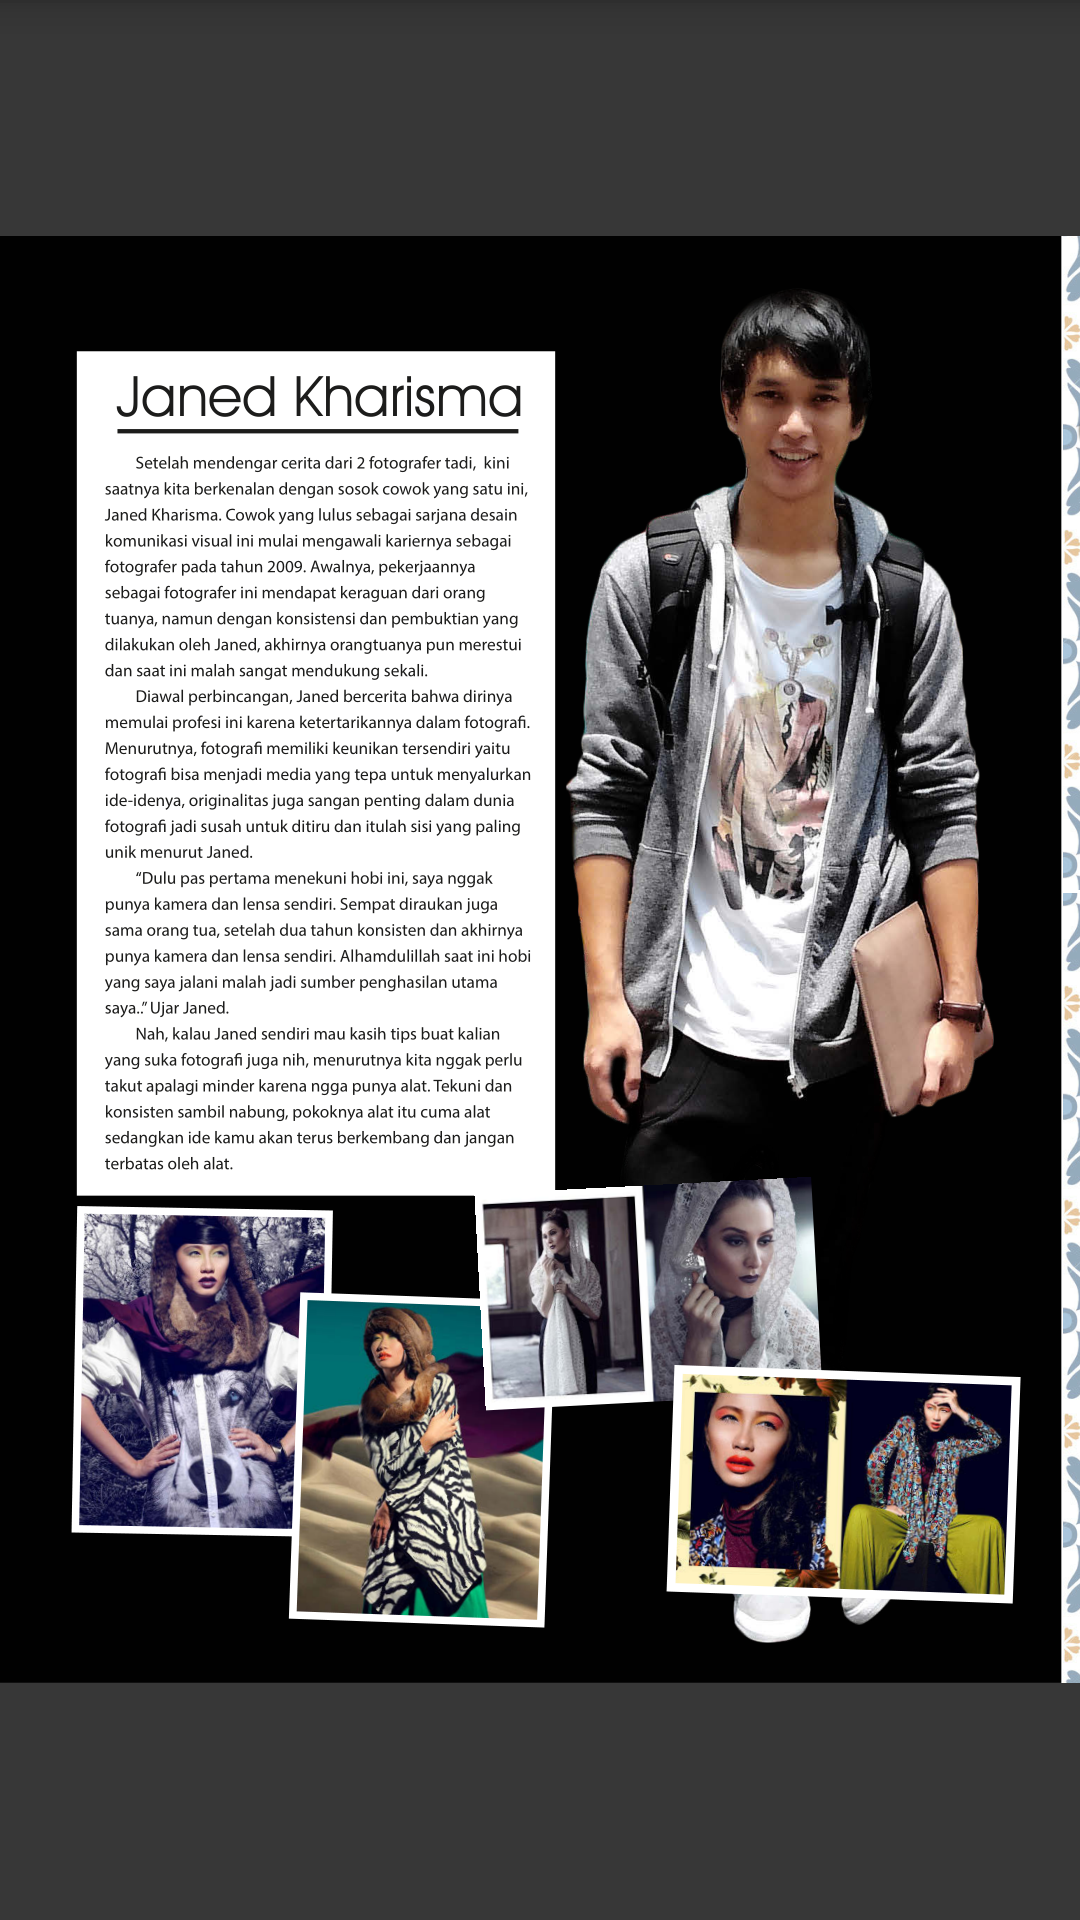 Janed Kharisma
Setelah mendengar cerita dari 2 fotografer tadi,  kini
saatnya kita berkenalan dengan sosok cowok yang satu ini,
Janed Kharisma. Cowok yang lulus sebagai sarjana desain
komunikasi visual ini mulai mengawali kariernya sebagai
fotografer pada tahun 2009. Awalnya, pekerjaannya
sebagai fotografer ini mendapat keraguan dari orang
tuanya, namun dengan konsistensi dan pembuktian yang
dilakukan oleh Janed, akhirnya orangtuanya pun merestui
dan saat ini malah sangat mendukung sekali.
Diawal perbincangan, Janed bercerita bahwa dirinya
memulai profesi ini karena ketertarikannya dalam fotografi.
Menurutnya, fotografi memiliki keunikan tersendiri yaitu
fotografi bisa menjadi media yang tepa untuk menyalurkan
ide-idenya, originalitas juga sangan penting dalam dunia
fotografi jadi susah untuk ditiru dan itulah sisi yang paling
unik menurut Janed.
“Dulu pas pertama menekuni hobi ini, saya nggak
punya kamera dan lensa sendiri. Sempat diraukan juga
sama orang tua, setelah dua tahun konsisten dan akhirnya
punya kamera dan lensa sendiri. Alhamdulillah saat ini hobi
yang saya jalani malah jadi sumber penghasilan utama
saya..” Ujar Janed.
Nah, kalau Janed sendiri mau kasih tips buat kalian
yang suka fotografi juga nih, menurutnya kita nggak perlu
takut apalagi minder karena ngga punya alat. Tekuni dan
konsisten sambil nabung, pokoknya alat itu cuma alat
sedangkan ide kamu akan terus berkembang dan jangan
terbatas oleh alat.